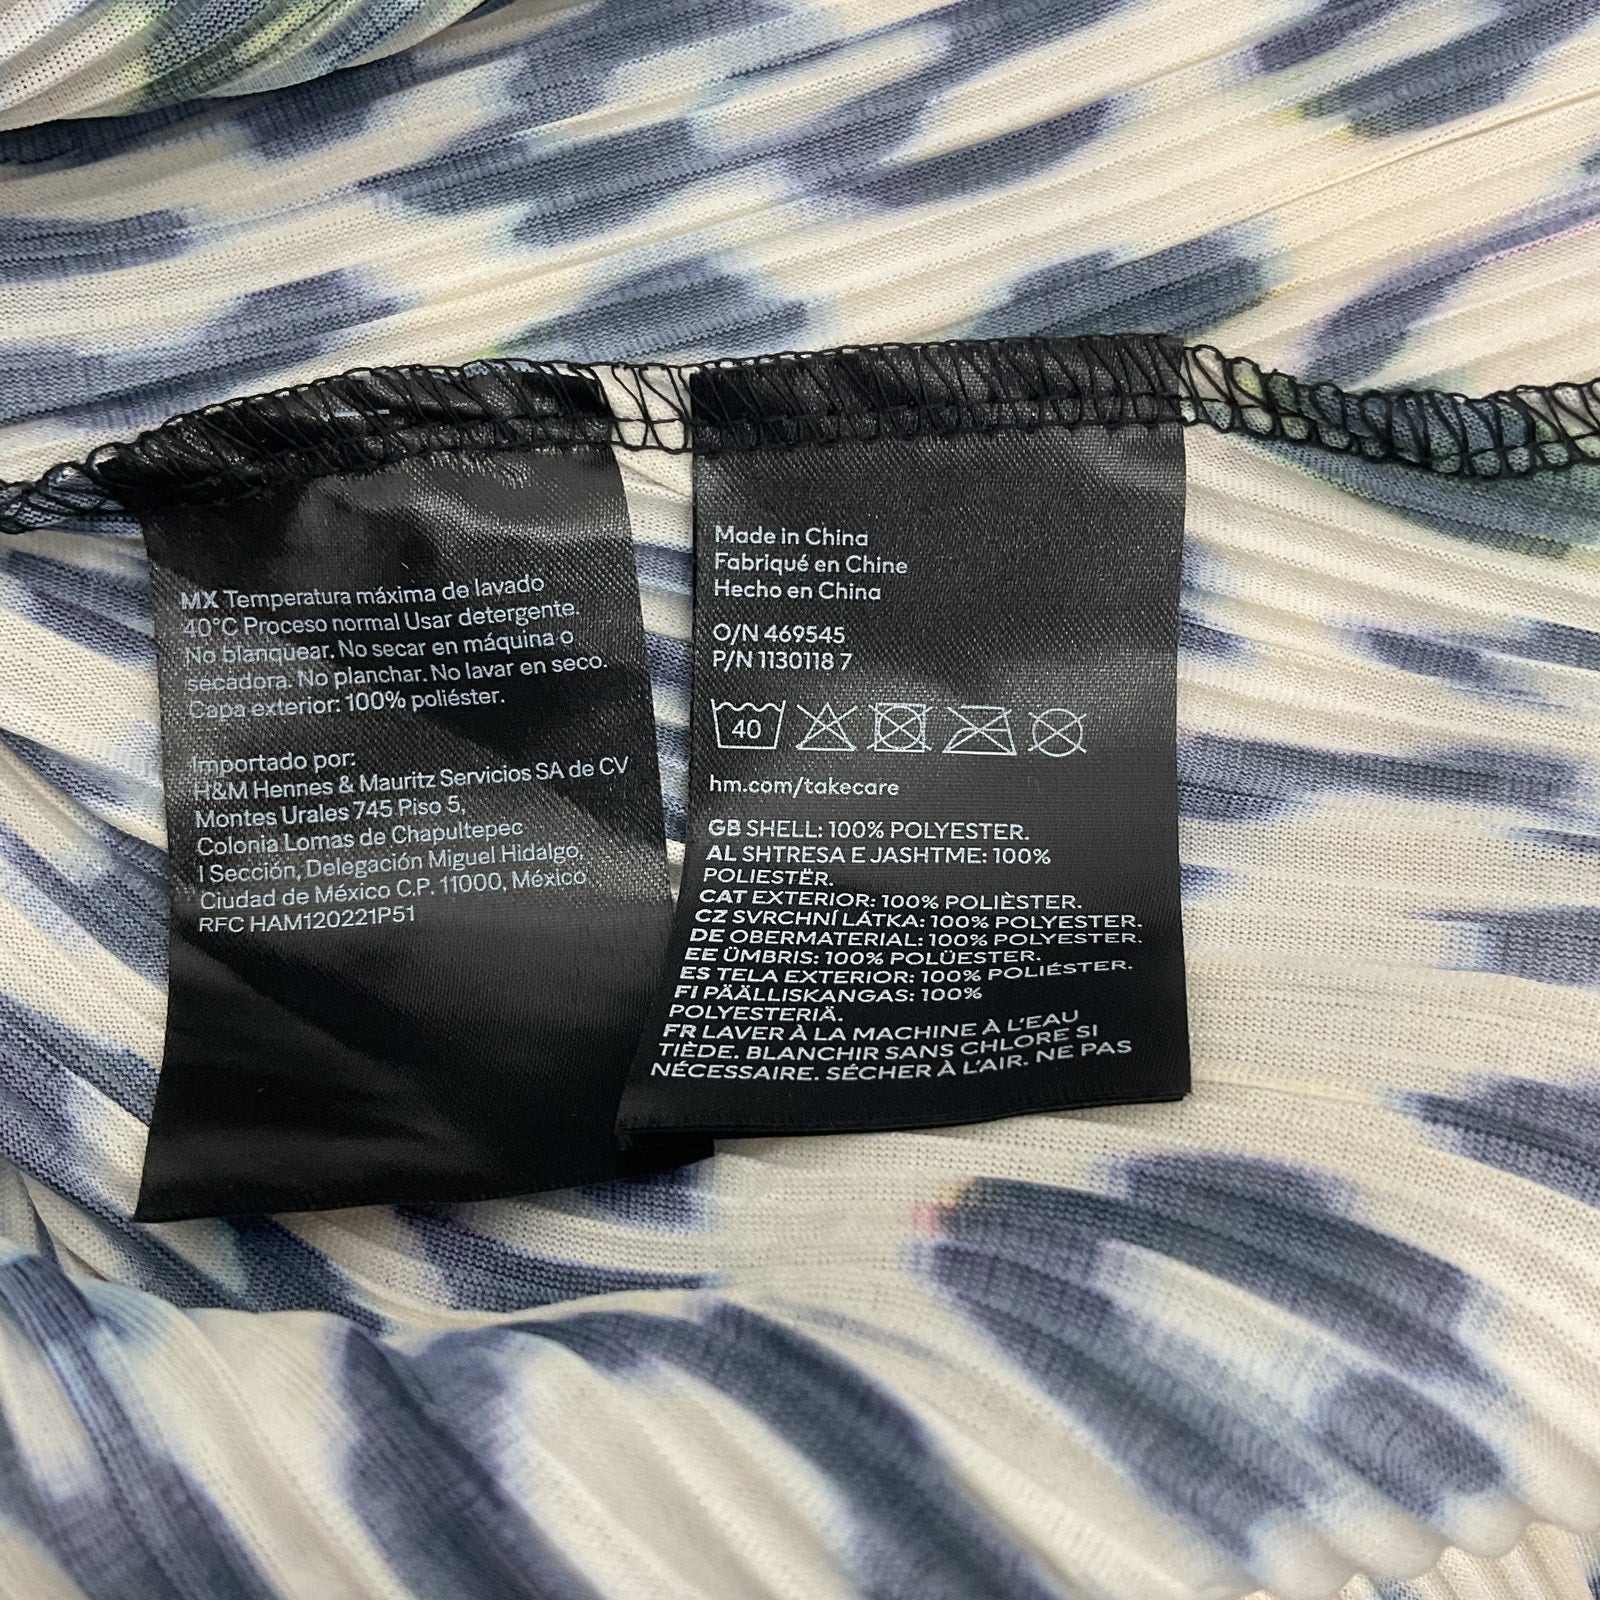 MX Temperatura máxima de lavado
40°C Proceso normal Usar detergente.
No blanquear. No secar en máquina o
secadora. No planchar. No lavar en seco.
Capa exterior: 100% poliéster.
Importado por:
H&M Hennes & Mauritz Servicios SA de CV
Montes Urales 745 Piso 5,
Colonia Lomas de Chapultepec
I Sección, Delegación Miguel Hidalgo,
Ciudad de México C.P. 11000, México
RFC HAM120221P51
Made in China
Fabriqué en Chine
Hecho en China
O/N 469545
P/N 1130118 7
40
hm.com/takecare
GB SHELL: 100% POLYESTER.
AL SHTRESA E JASHTME: 100%
POLIESTËR.
CAT EXTERIOR: 100% POLIÈSTER.
CZ SVRCHNÍ LÁTKA: 100% POLYESTER.
DE OBERMATERIAL: 100% POLYESTER.
EE ÜMBRIS: 100% POLÜESTER.
ES TELA EXTERIOR: 100% POLIÉSTER.
FI PÄÄLLISKANGAS: 100%
POLYESTERIÄ.
FR LAVER À LA MACHINE À L'EAU
TIÈDE. BLANCHIR SANS CHLORE SI
NÉCESSAIRE. SÉCHER À L'AIR. NE PAS